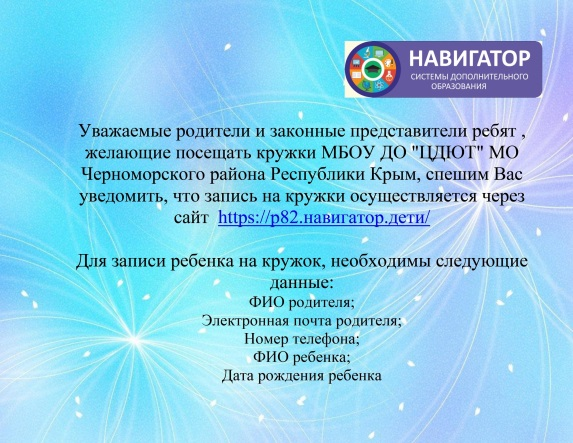 НАВИГАТОР
СИСТЕМЫ ДОПОЛНИТЕЛЬНОГО
ОБРАЗОВАНИЯ
Уважаемые родители и законные представители ребят ,
желающие посещать кружки МБОУ ДО "ЦДЮТ" МО
Черноморского района Республики Крым, спешим Вас
уведомить, что запись на кружки осуществляется через
сайт https://р82.навигатор.дети/
Для записи ребенка на кружок, необходимы следующие
данные:
ФИО родителя;
Электронная почта родителя;
Номер телефона;
ФИО ребенка;
Дата рождения ребенка